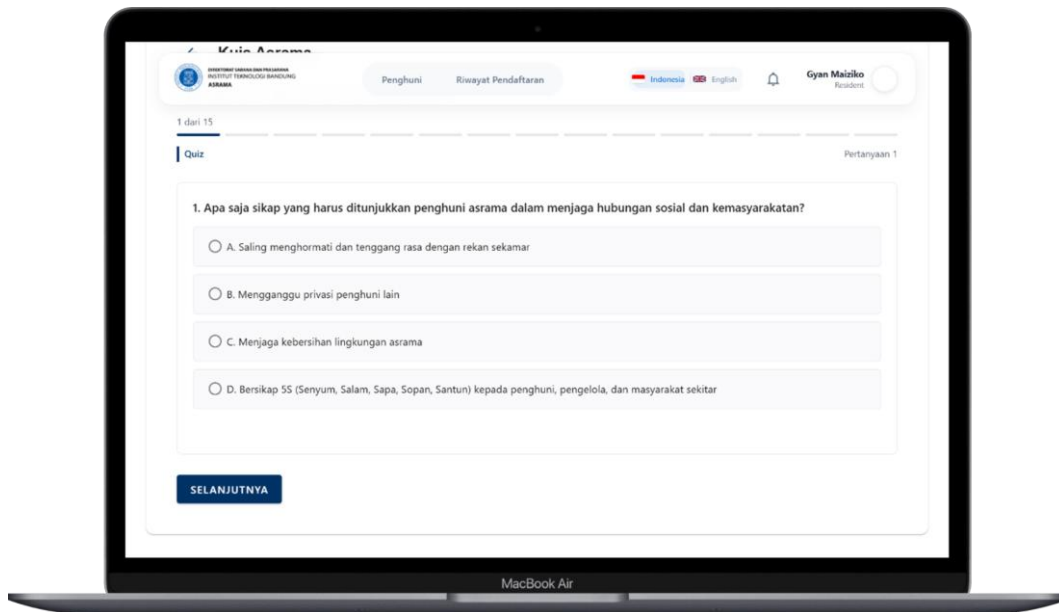 Kuis Asrama
DIREKTORAT SARANA DAN PRASARANA
INSTITUT TEKNOLOGI BANDUNG
ASRAMA
Penghuni
Riwayat Pendaftaran
Indonesia
English
Gyan Maiziko
Resident
1 dari 15
Quiz
Pertanyaan 1
1. Apa saja sikap yang harus ditunjukkan penghuni asrama dalam menjaga hubungan sosial dan kemasyarakatan?
A. Saling menghormati dan tenggang rasa dengan rekan sekamar
B. Mengganggu privasi penghuni lain
C. Menjaga kebersihan lingkungan asrama
D. Bersikap 5S (Senyum, Salam, Sapa, Sopan, Santun) kepada penghuni, pengelola, dan masyarakat sekitar
SELANJUTNYA
MacBook Air